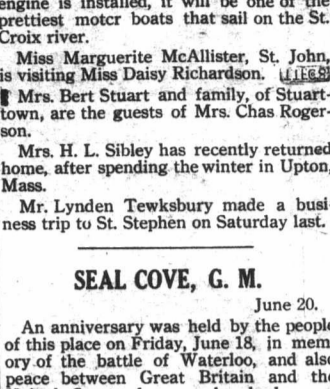 engine is installed, it will be one of the
prettiest motcr boats that sail on the St.
Croix river.
Miss Marguerite McAllister, St. John,
is visiting Miss Daisy Richardson.
Mrs. Bert Stuart and family, of Stuart-
town, are the guests of Mrs. Chas Roger-
son.
Mrs. H. L. Sibley has recently returned
home, after spending the winter in Upton,
Mass.
Mr. Lynden Tewksbury made a busi
ness trip to St. Stephen on Saturday last.
SEAL COVE, G. M.
June 20.
An anniversary was held by the people
of this place on Friday, June 18, in mem
ory of the battle of Waterloo, and also
peace between Great Britain and the